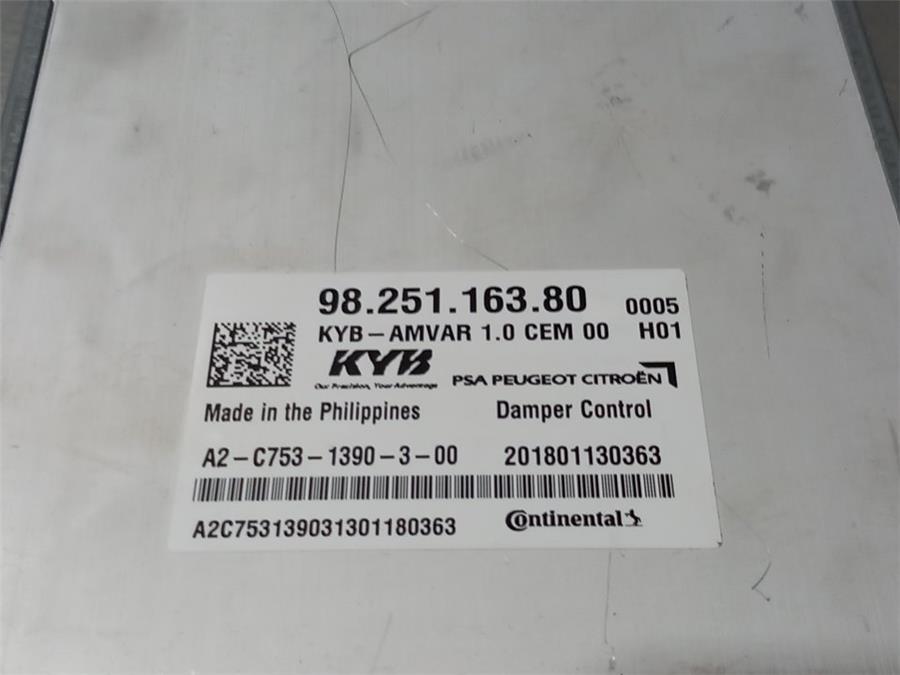 98.251.163.80 0005
KYB-AMVAR 1.0 CEM 00 H01
KYB
Our Precision, Your Advantage
PSA PEUGEOT CITROËN
Made in the Philippines Damper Control
A2-C753-1390-3-00 201801130363
A2C753139031301180363 Continental